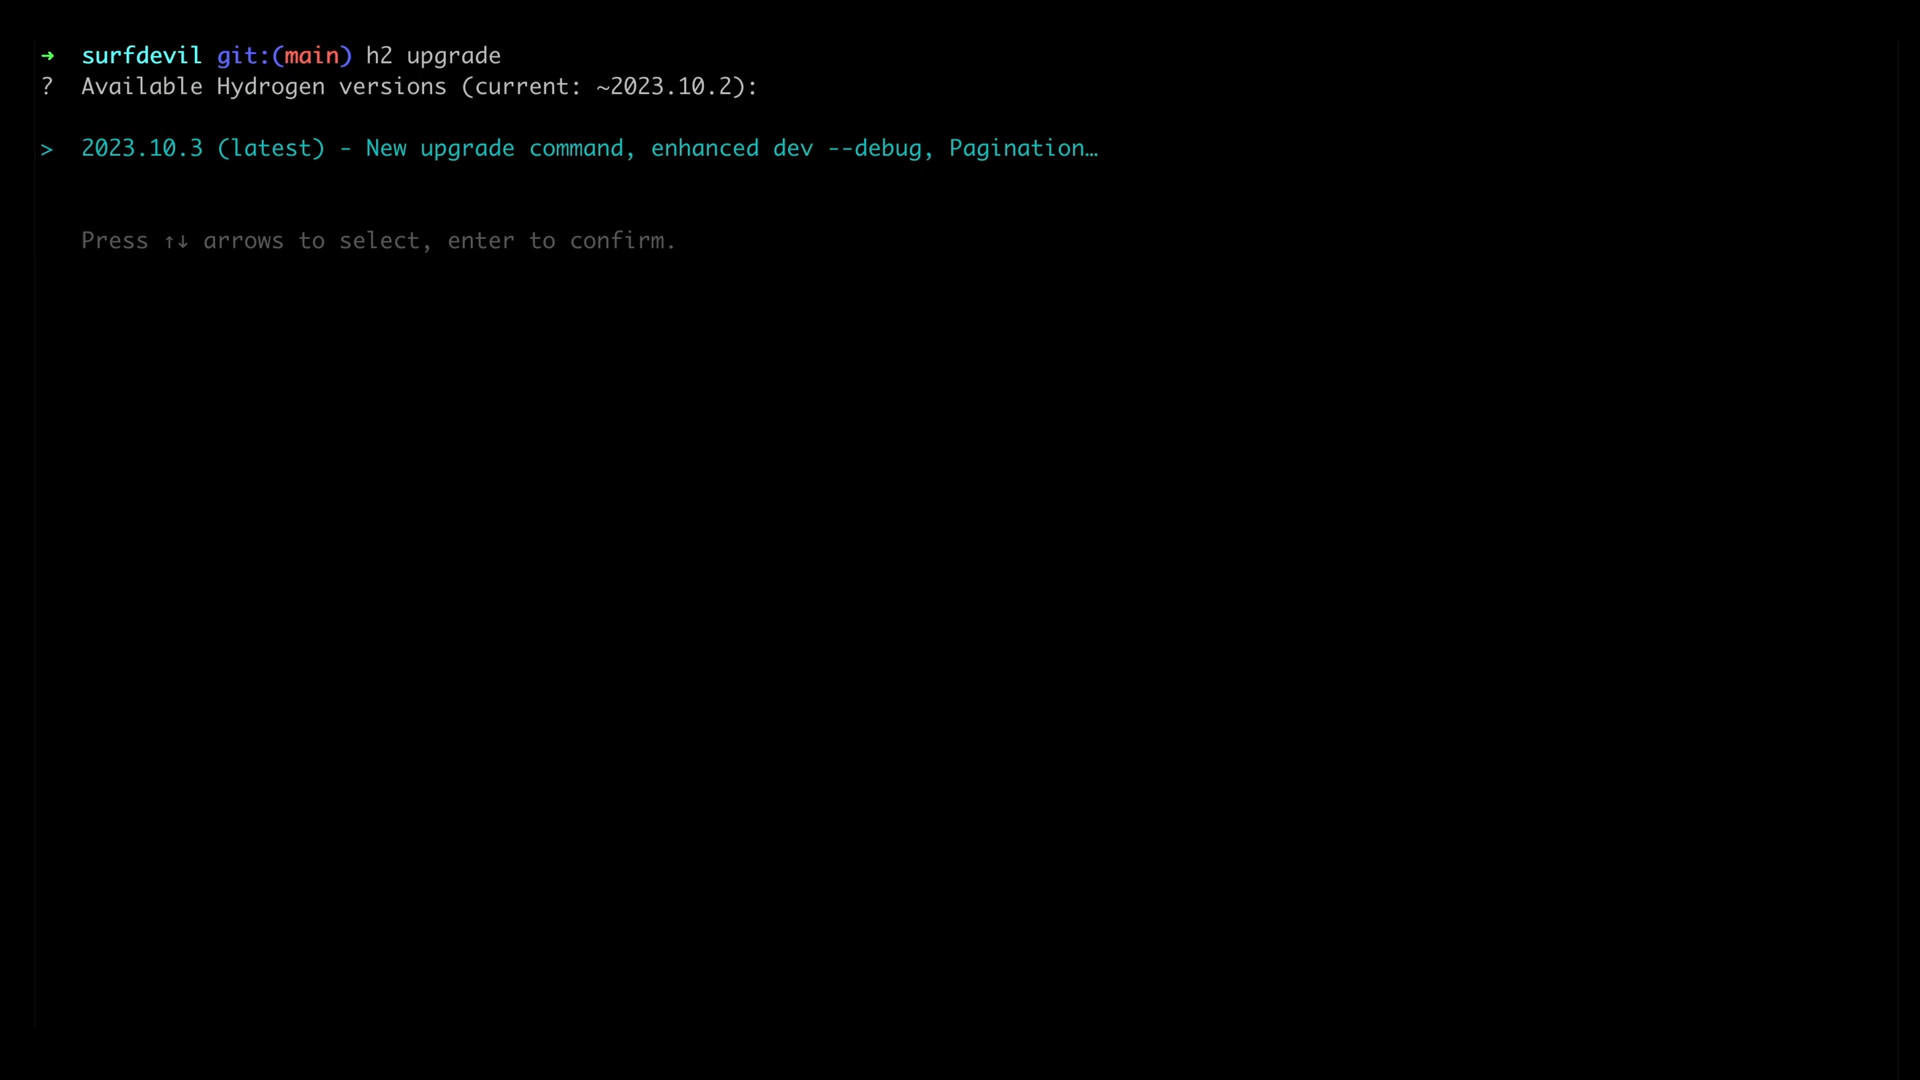 → surfdevil git:(main) h2 upgrade
? Available Hydrogen versions (current: ~2023.10.2):
> 2023.10.3 (latest) - New upgrade command, enhanced dev --debug, Pagination…
Press ↑↓ arrows to select, enter to confirm.